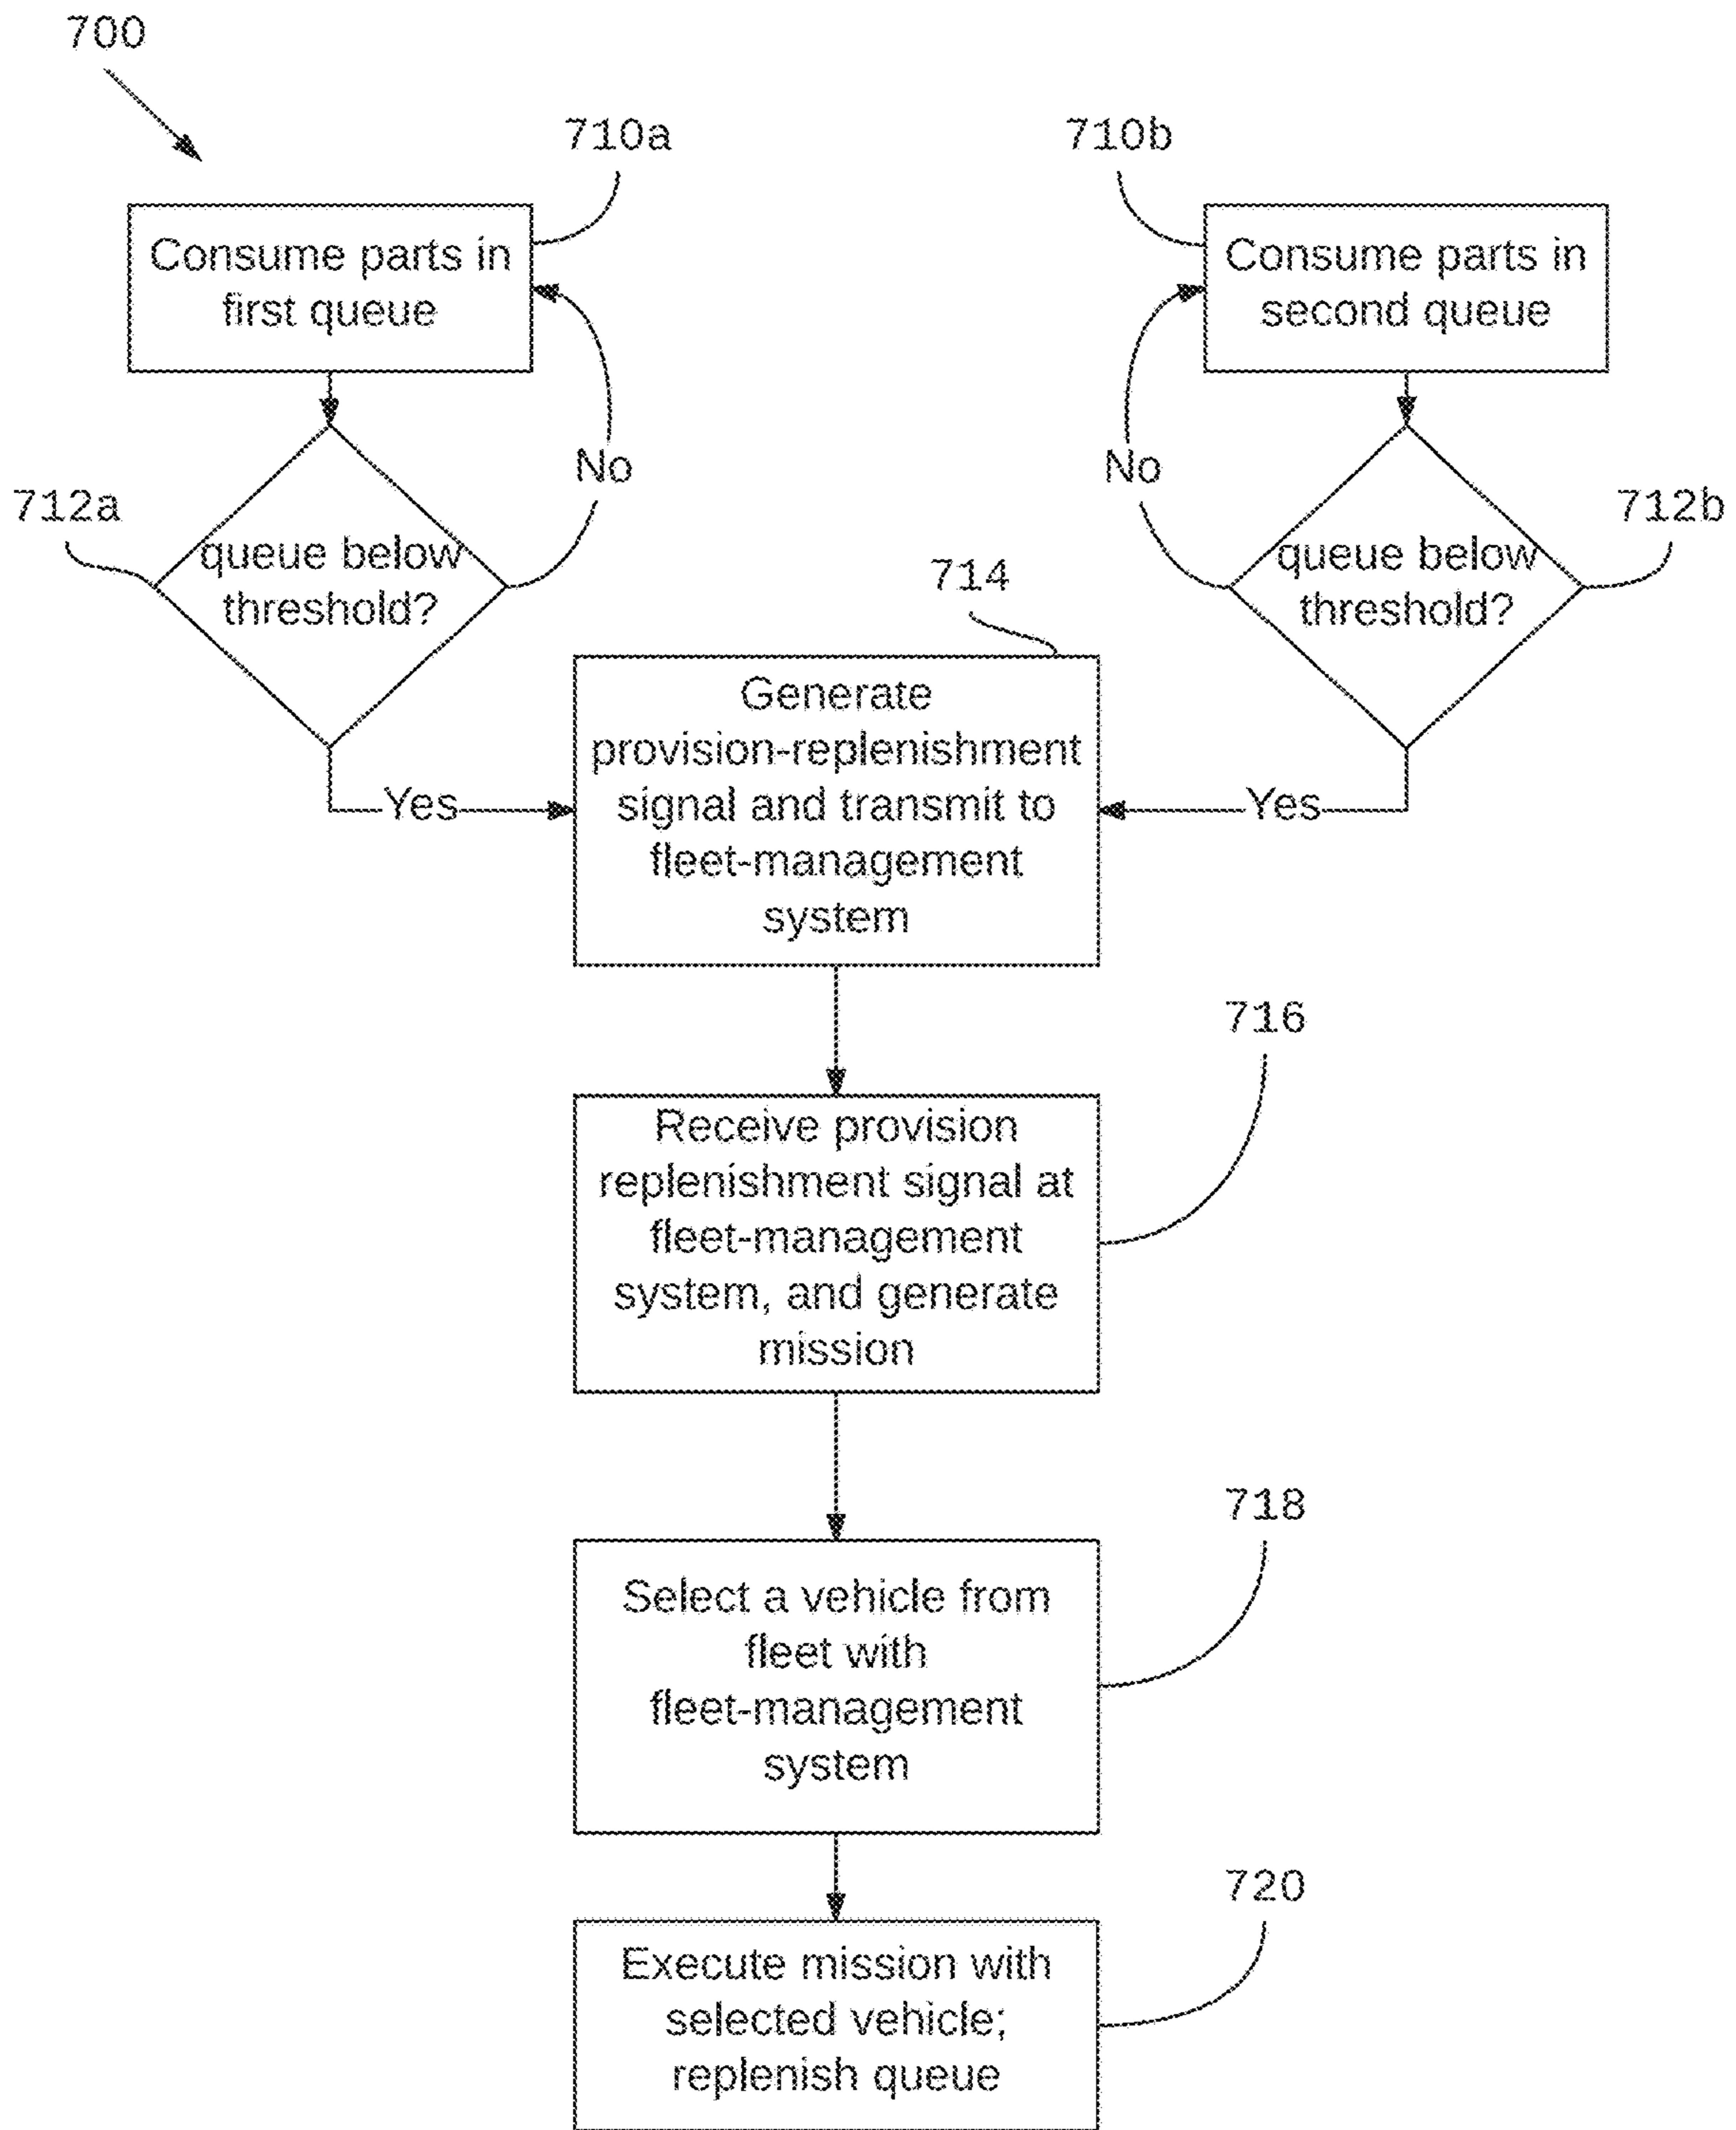 700
710a
710b
Consume parts in
first queue
Consume parts in
second queue
No
No
712a
712b
queue below
threshold?
queue below
threshold?
714
Generate
provision-replenishment
signal and transmit to
fleet-management
system
Yes
Yes
716
Receive provision
replenishment signal at
fleet-management
system, and generate
mission
718
Select a vehicle from
fleet with
fleet-management
system
720
Execute mission with
selected vehicle;
replenish queue